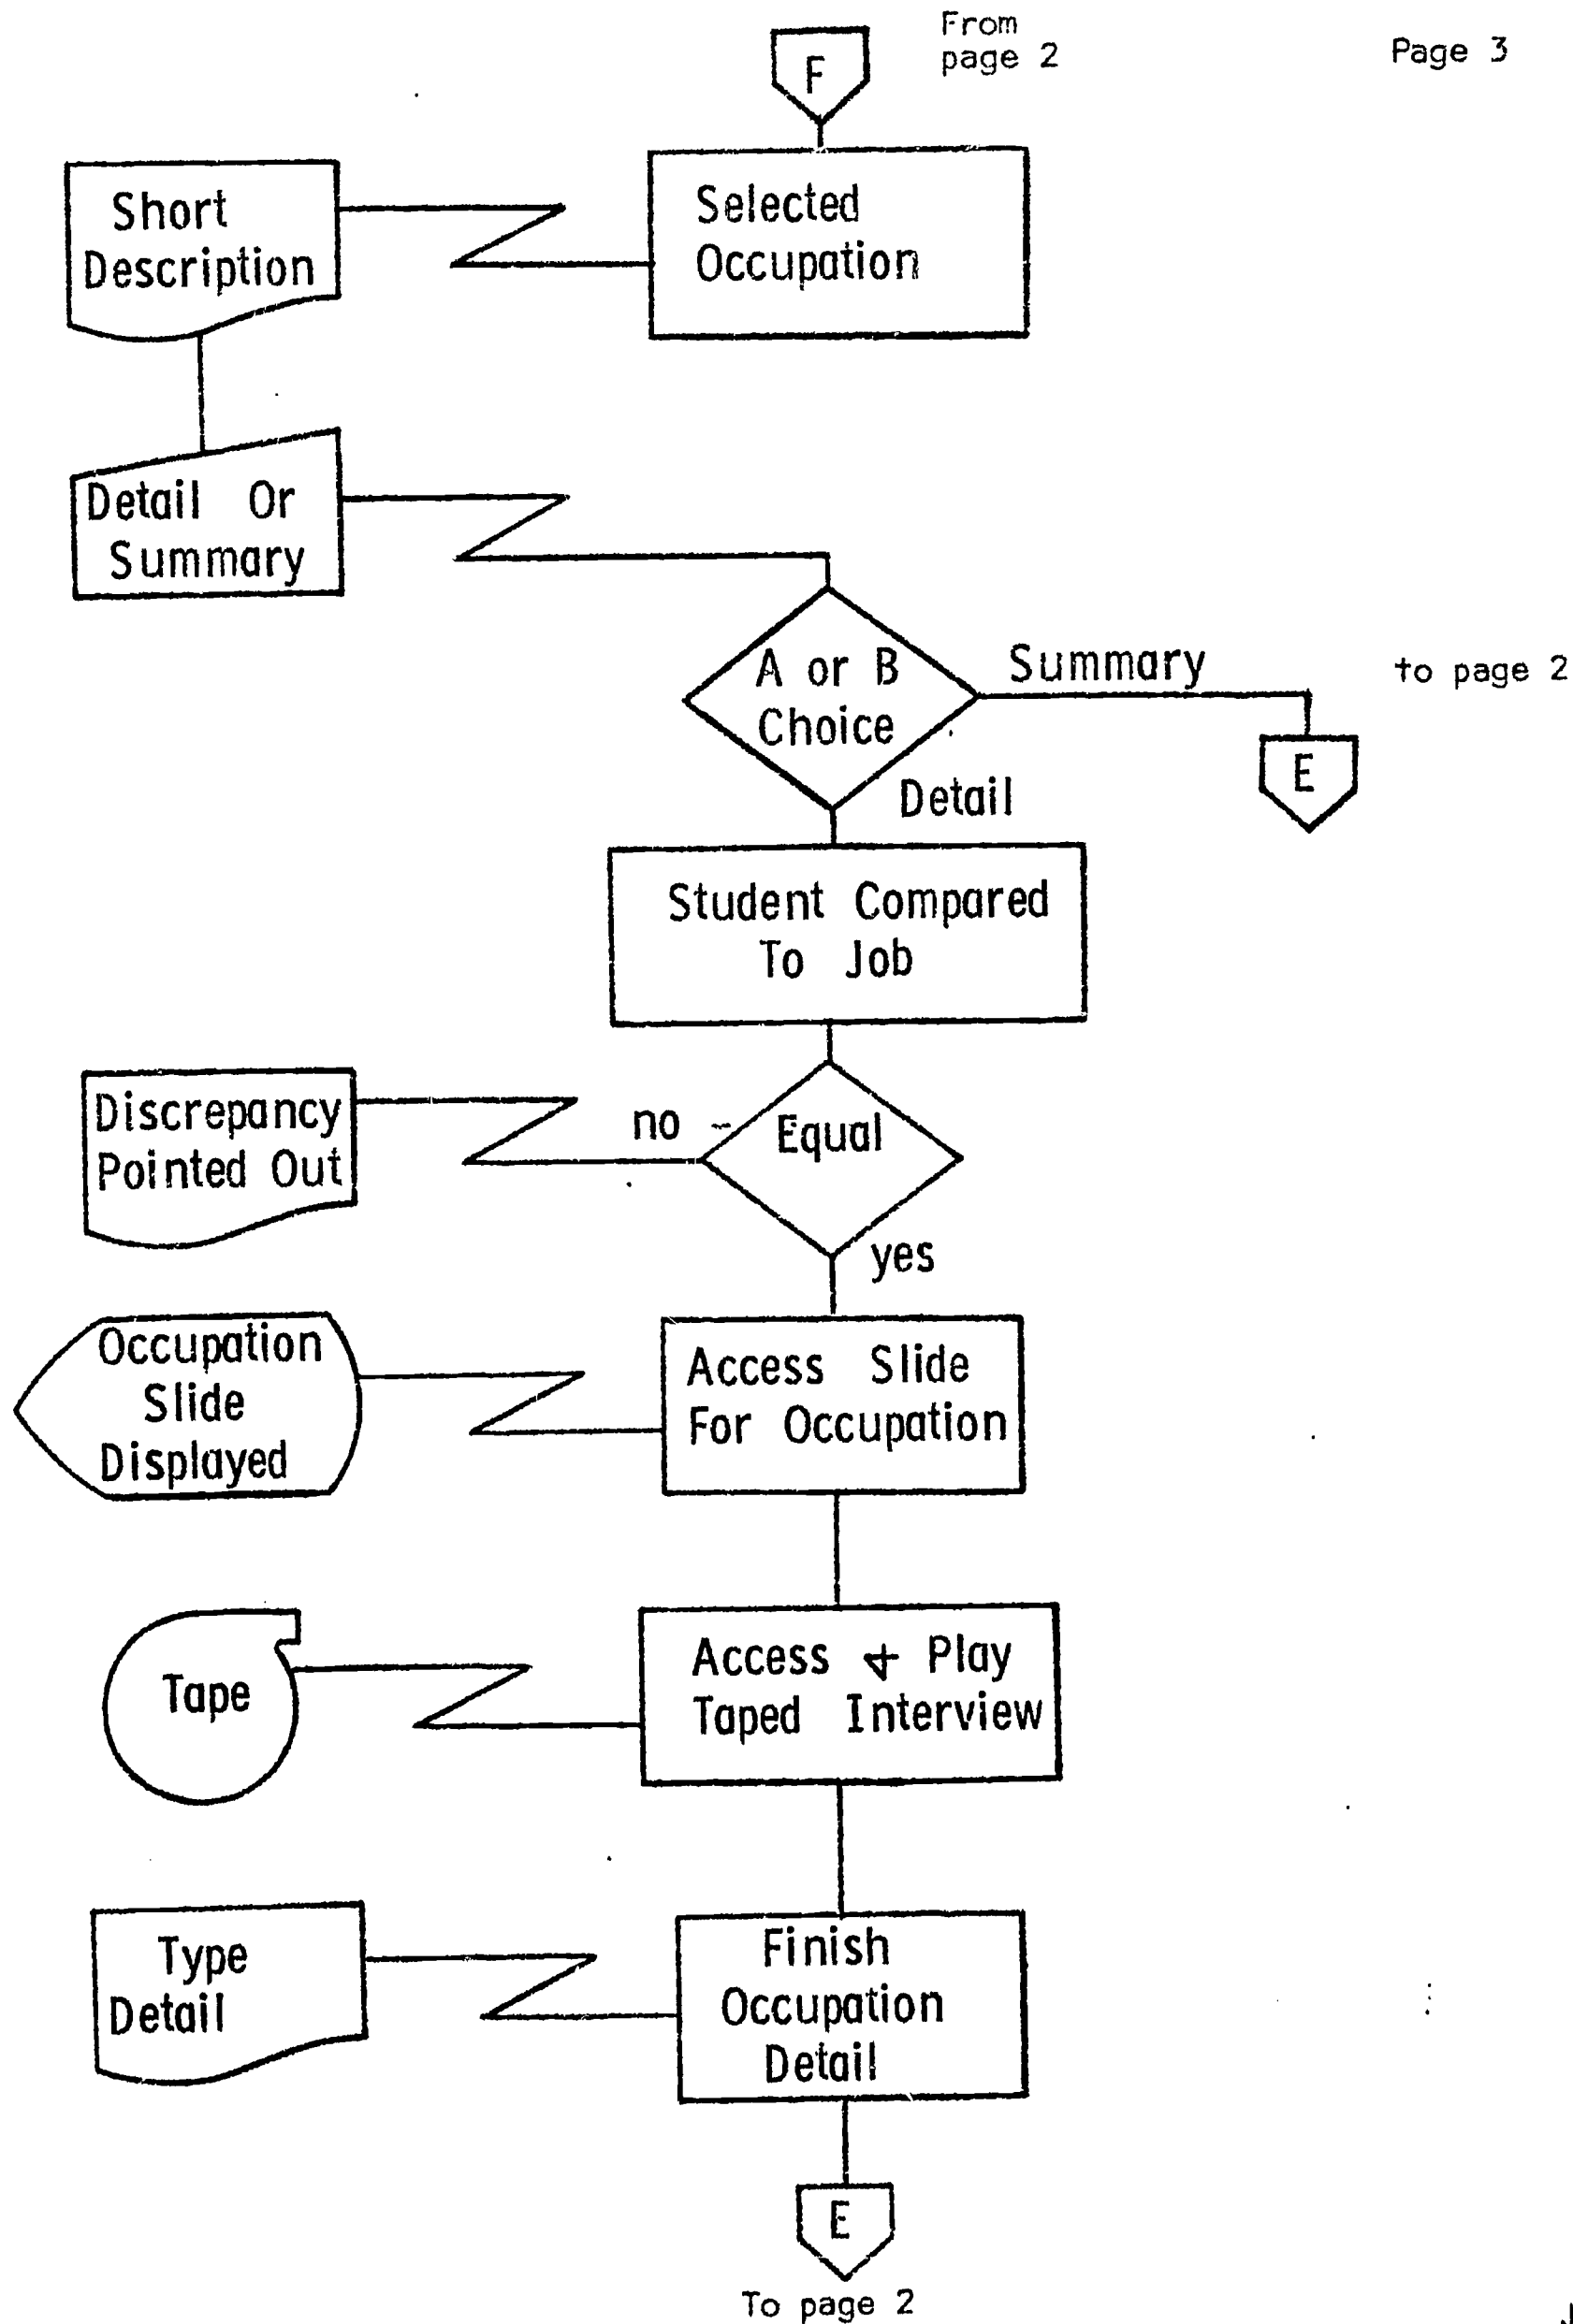 From
page 2
Page 3
F
Short
Description
Selected
Occupation
Detail Or
Summary
A or B
Choice
Summary
to page 2
E
Detail
Student Compared
To Job
Discrepancy
Pointed Out
no -
Equal
yes
Occupation
Slide
Displayed
Access Slide
For Occupation
Tape
Access & Play
Taped Interview
Type
Detail
Finish
Occupation
Detail
E
To page 2